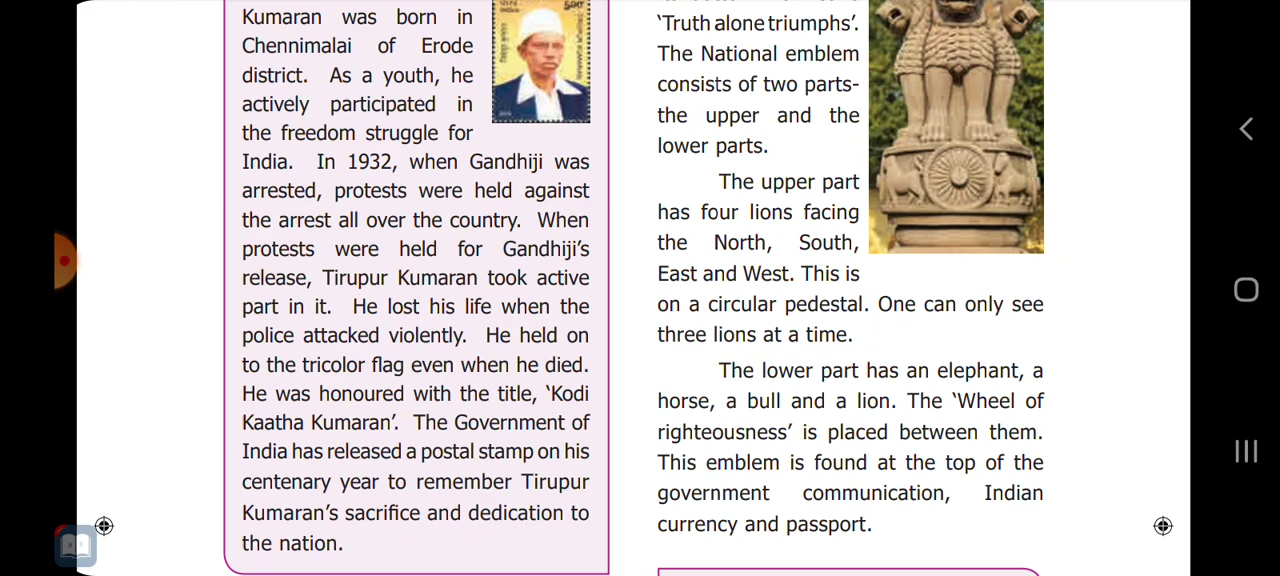 Kumaran was born in
Chennimalai of Erode
district. As a youth, he
actively participated in
the freedom struggle for
India. In 1932, when Gandhiji was
arrested, protests were held against
the arrest all over the country. When
protests were held for Gandhiji's
release, Tirupur Kumaran took active
part in it. He lost his life when the
police attacked violently. He held on
to the tricolor flag even when he died.
He was honoured with the title, 'Kodi
Kaatha Kumaran'. The Government of
India has released a postal stamp on his
centenary year to remember Tirupur
Kumaran's sacrifice and dedication to
the nation.
'Truth alone triumphs'.
The National emblem
consists of two parts-
the upper and the
lower parts.
The upper part
has four lions facing
the North, South,
East and West. This is
on a circular pedestal. One can only see
three lions at a time.
The lower part has an elephant, a
horse, a bull and a lion. The 'Wheel of
righteousness' is placed between them.
This emblem is found at the top of the
government communication, Indian
currency and passport.